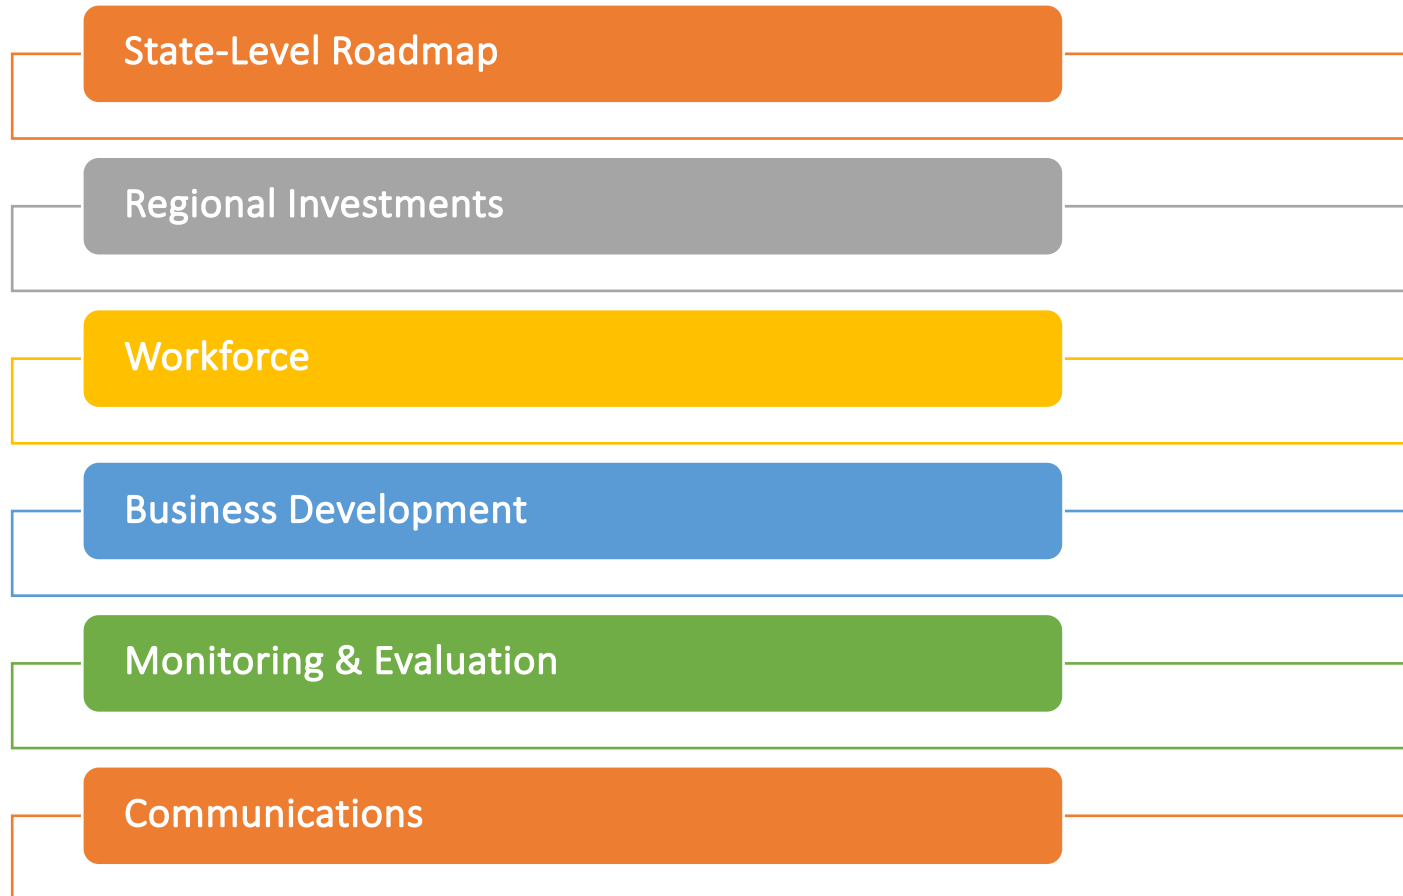 State-Level Roadmap
Regional Investments
Workforce
Business Development
Monitoring & Evaluation
Communications